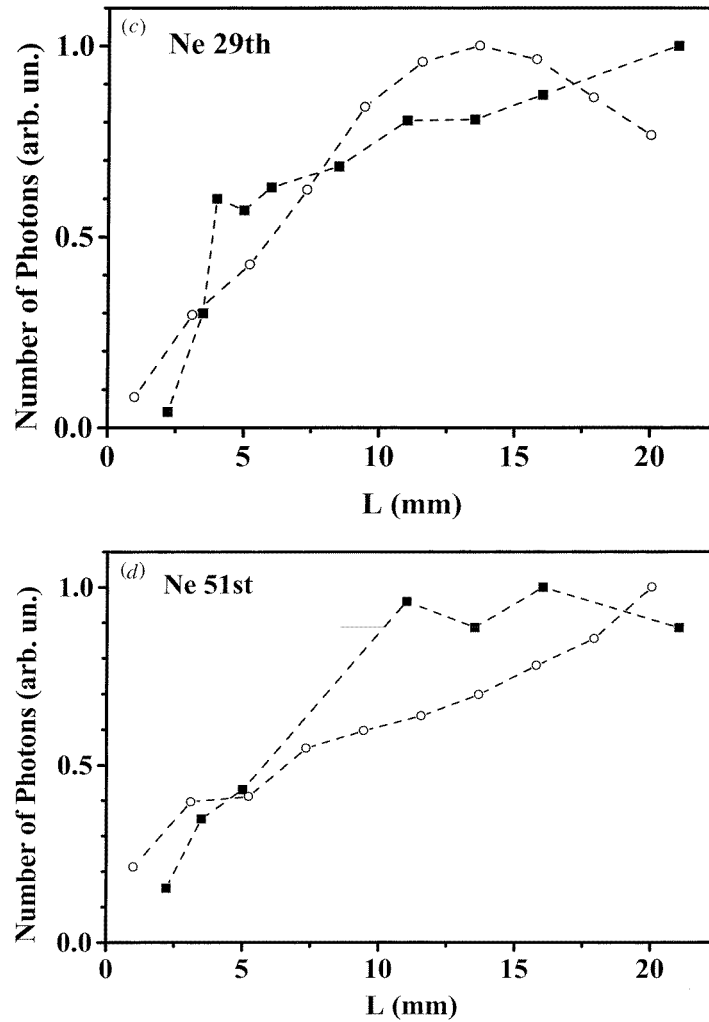 (c)
Ne 29th
Number of Photons (arb. un.)
1.0
0.5
0.0
0 5 10 15 20
L (mm)
(d)
Ne 51st
Number of Photons (arb. un.)
1.0
0.5
0.0
0 5 10 15 20
L (mm)